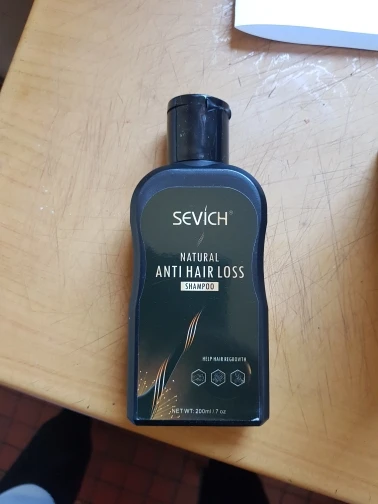 SEVICH®
NATURAL
ANTI HAIR LOSS
SHAMPOO
HELP HAIR REGROWTH
NET WT: 200ml / 7 oz